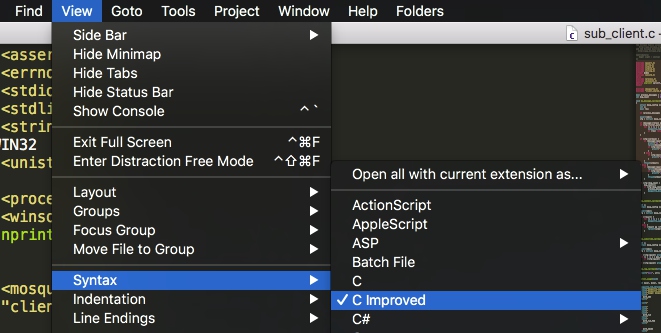 Find View Goto Tools Project Window Help Folders
sub_client.c
Side Bar
Hide Minimap
Hide Tabs
Hide Status Bar
Show Console ^`
Exit Full Screen ^⌘F
Enter Distraction Free Mode ^⇧⌘F
Layout
Groups
Focus Group
Move File to Group
Syntax
Indentation
Line Endings
Open all with current extension as...
ActionScript
AppleScript
ASP
Batch File
C
✓ C Improved
C#
<asser
<errno
<stdio
<stdli
<strin
WIN32
<unist
<proce
<winso
nprint
<mosqu
"clien